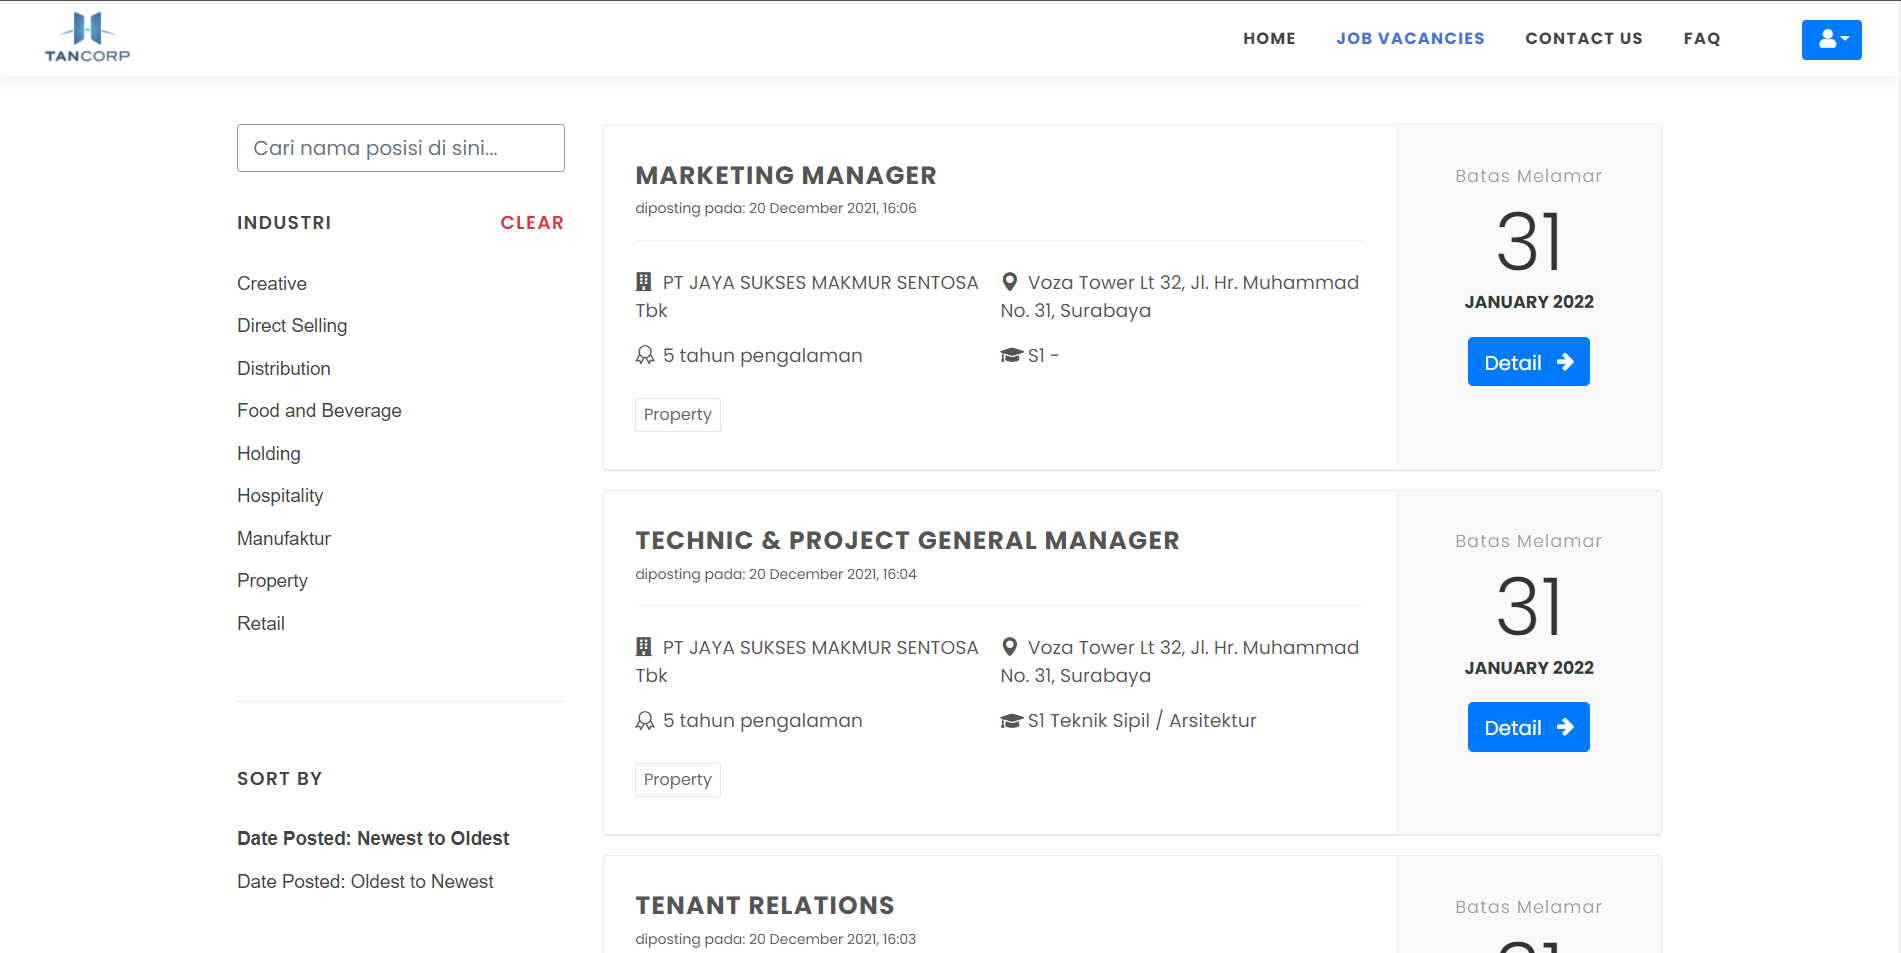 TANCORP
HOME
JOB VACANCIES
CONTACT US
FAQ
Cari nama posisi di sini...
INDUSTRI
CLEAR
Creative
Direct Selling
Distribution
Food and Beverage
Holding
Hospitality
Manufaktur
Property
Retail
SORT BY
Date Posted: Newest to Oldest
Date Posted: Oldest to Newest
MARKETING MANAGER
diposting pada: 20 December 2021, 16:06
PT JAYA SUKSES MAKMUR SENTOSA
Tbk
Voza Tower Lt 32, Jl. Hr. Muhammad
No. 31, Surabaya
5 tahun pengalaman
S1 -
Property
Batas Melamar
31
JANUARY 2022
Detail
TECHNIC & PROJECT GENERAL MANAGER
diposting pada: 20 December 2021, 16:04
PT JAYA SUKSES MAKMUR SENTOSA
Tbk
Voza Tower Lt 32, Jl. Hr. Muhammad
No. 31, Surabaya
5 tahun pengalaman
S1 Teknik Sipil / Arsitektur
Property
Batas Melamar
31
JANUARY 2022
Detail
TENANT RELATIONS
diposting pada: 20 December 2021, 16:03
Batas Melamar